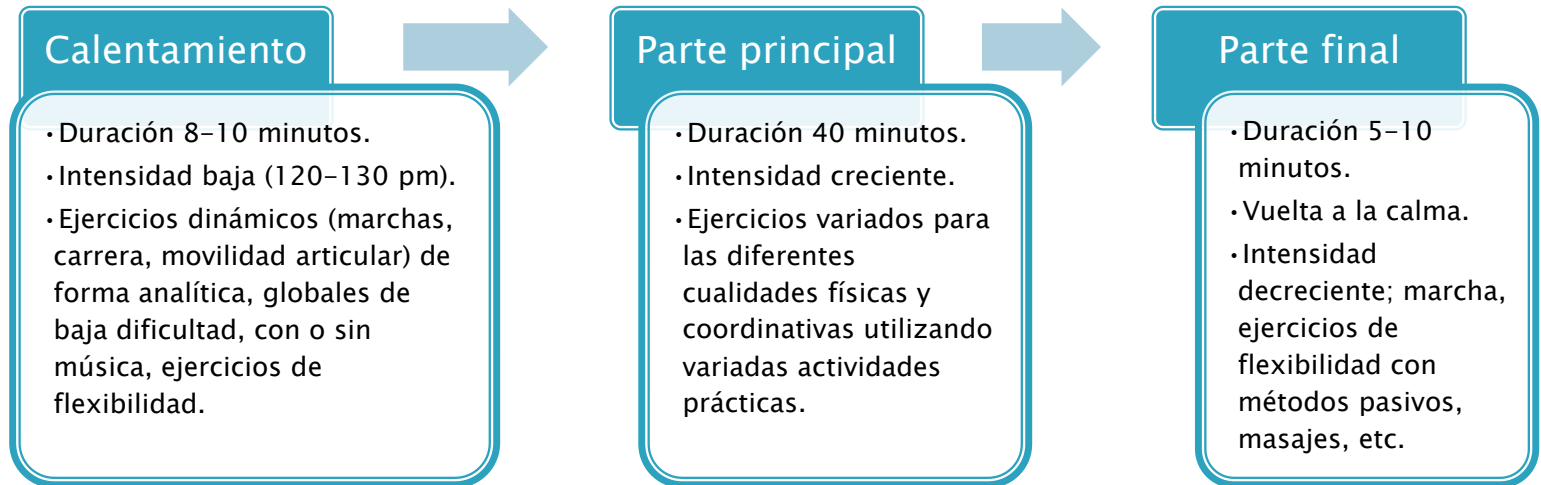 Calentamiento
·Duración 8-10 minutos.
·Intensidad baja (120-130 pm).
·Ejercicios dinámicos (marchas,
carrera, movilidad articular) de
forma analítica, globales de
baja dificultad, con o sin
música, ejercicios de
flexibilidad.
Parte principal
·Duración 40 minutos.
·Intensidad creciente.
·Ejercicios variados para
las diferentes
cualidades físicas y
coordinativas utilizando
variadas actividades
prácticas.
Parte final
·Duración 5-10
minutos.
·Vuelta a la calma.
·Intensidad
decreciente; marcha,
ejercicios de
flexibilidad con
métodos pasivos,
masajes, etc.